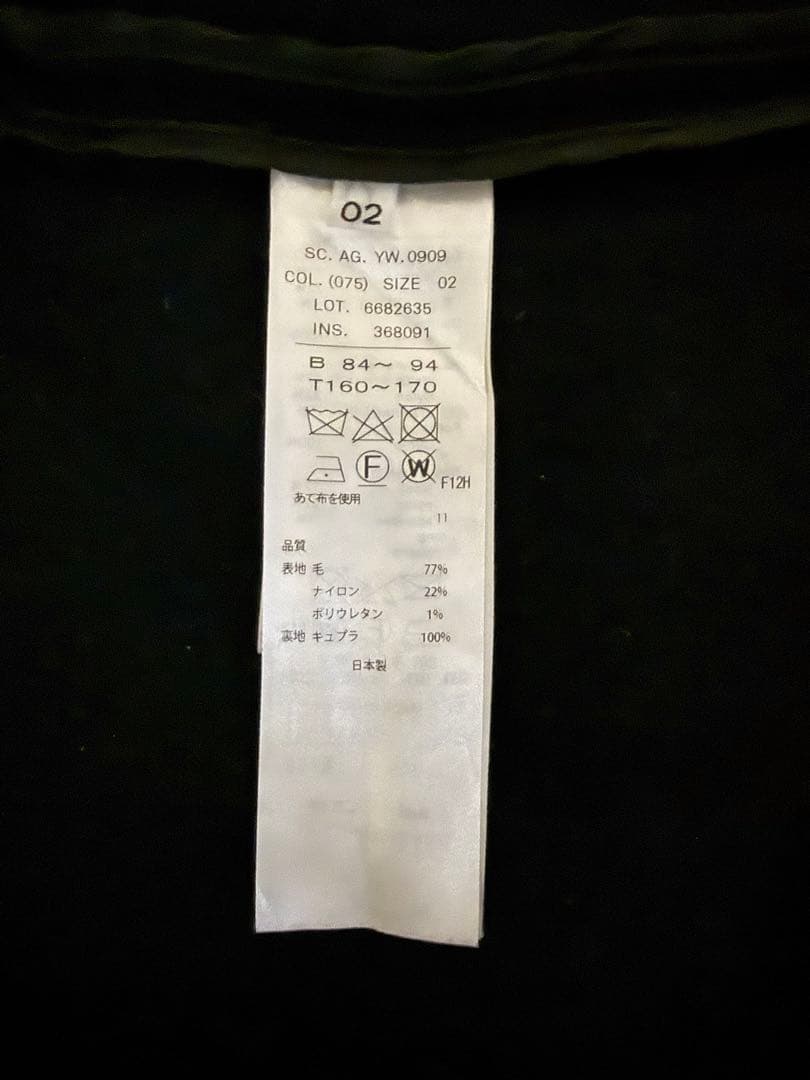 02
SC. AG. YW.0909
COL. (075) SIZE 02
LOT. 6682635
INS. 368091
B 84～ 94
T160～170
F W F12H
あて布を使用
11
品質
表地 毛 77%
ナイロン 22%
ポリウレタン 1%
裏地 キュプラ 100%
日本製